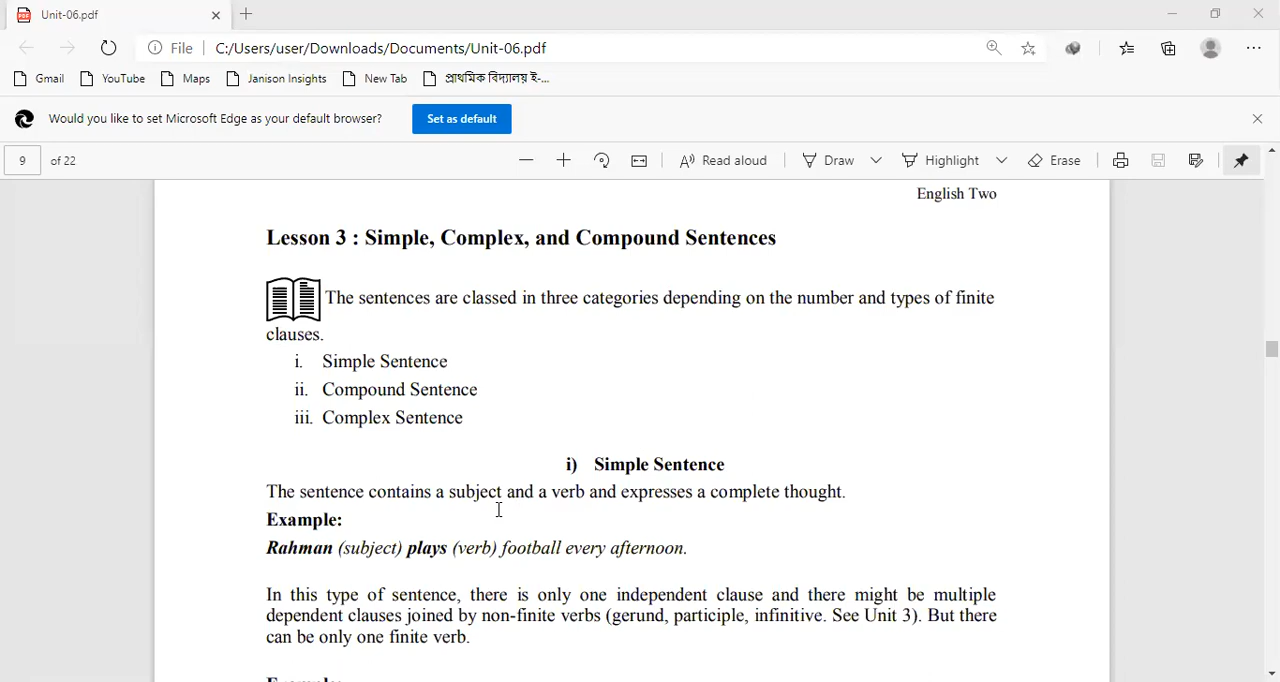 Unit-06.pdf
File C:/Users/user/Downloads/Documents/Unit-06.pdf
Gmail YouTube Maps Janison Insights New Tab প্রাথমিক বিদ্যালয় ই-...
Would you like to set Microsoft Edge as your default browser? Set as default
9 of 22 Read aloud Draw Highlight Erase
English Two
Lesson 3 : Simple, Complex, and Compound Sentences
The sentences are classed in three categories depending on the number and types of finite
clauses.
i. Simple Sentence
ii. Compound Sentence
iii. Complex Sentence
i) Simple Sentence
The sentence contains a subject and a verb and expresses a complete thought.
Example:
Rahman (subject) plays (verb) football every afternoon.
In this type of sentence, there is only one independent clause and there might be multiple
dependent clauses joined by non-finite verbs (gerund, participle, infinitive. See Unit 3). But there
can be only one finite verb.